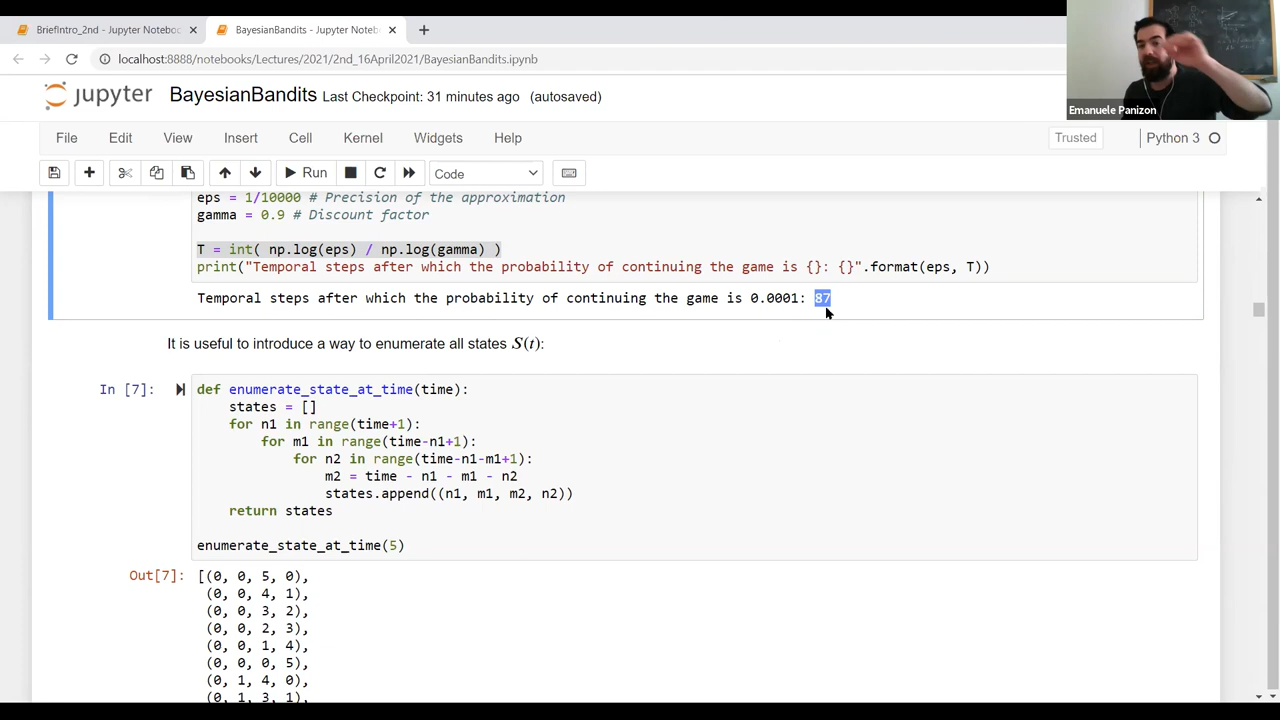 BriefIntro_2nd - Jupyter Notebo
BayesianBandits - Jupyter Noteb
localhost:8888/notebooks/Lectures/2021/2nd_16April2021/BayesianBandits.ipynb
Emanuele Panizon
jupyter BayesianBandits Last Checkpoint: 31 minutes ago (autosaved)
File Edit View Insert Cell Kernel Widgets Help Trusted Python 3
Run Code
eps = 1/10000 # Precision of the approximation
gamma = 0.9 # Discount factor
T = int( np.log(eps) / np.log(gamma) )
print("Temporal steps after which the probability of continuing the game is {}: {}".format(eps, T))
Temporal steps after which the probability of continuing the game is 0.0001: 87
It is useful to introduce a way to enumerate all states S(t):
In [7]: def enumerate_state_at_time(time):
states = []
for n1 in range(time+1):
for m1 in range(time-n1+1):
for n2 in range(time-n1-m1+1):
m2 = time - n1 - m1 - n2
states.append((n1, m1, m2, n2))
return states
enumerate_state_at_time(5)
Out[7]: [(0, 0, 5, 0),
(0, 0, 4, 1),
(0, 0, 3, 2),
(0, 0, 2, 3),
(0, 0, 1, 4),
(0, 0, 0, 5),
(0, 1, 4, 0),
(0, 1, 3, 1),